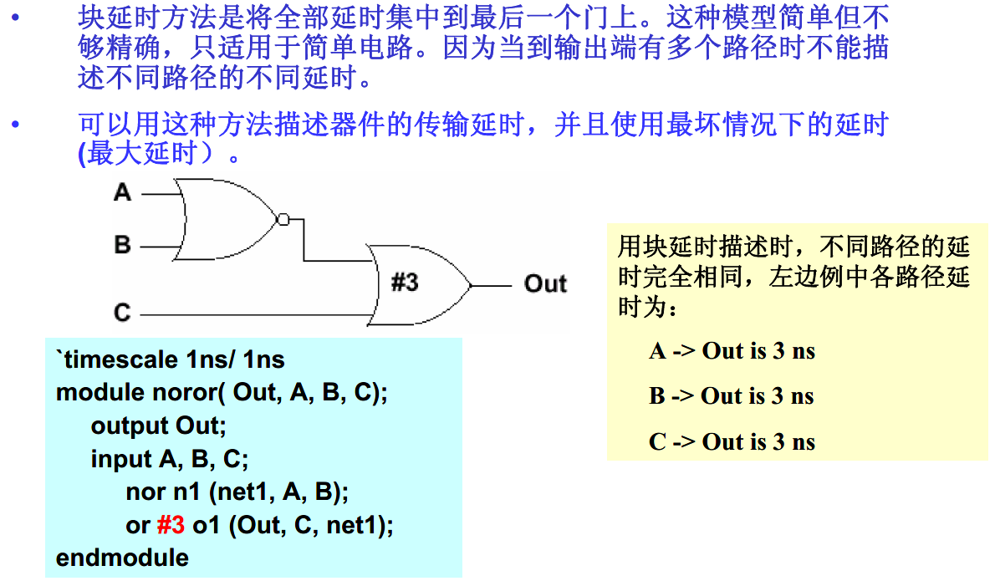 • 块延时方法是将全部延时集中到最后一个门上。这种模型简单但不
够精确，只适用于简单电路。因为当到输出端有多个路径时不能描
述不同路径的不同延时。
• 可以用这种方法描述器件的传输延时，并且使用最坏情况下的延时
(最大延时）。
A
B
C
#3
Out
用块延时描述时，不同路径的延
时完全相同，左边例中各路径延
时为：
A -> Out is 3 ns
B -> Out is 3 ns
C -> Out is 3 ns
`timescale 1ns/ 1ns
module noror( Out, A, B, C);
output Out;
input A, B, C;
nor n1 (net1, A, B);
or #3 o1 (Out, C, net1);
endmodule